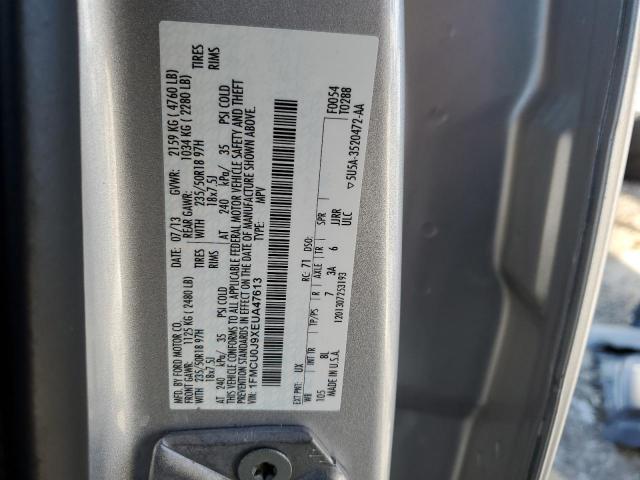 MFD. BY FORD MOTOR CO.
DATE: 07/13 GVWR: 2159 KG ( 4760 LB)
FRONT GAWR: 1125 KG (2480 LB) REAR GAWR: 1034 KG ( 2280 LB)
WITH 235/50R18 97H TIRES WITH 235/50R18 97H TIRES
18x7.5J RIMS 18x7.5J RIMS
AT 240 kPa/ 35 PSI COLD AT 240 kPa/ 35 PSI COLD
THIS VEHICLE CONFORMS TO ALL APPLICABLE FEDERAL MOTOR VEHICLE SAFETY AND THEFT
PREVENTION STANDARDS IN EFFECT ON THE DATE OF MANUFACTURE SHOWN ABOVE.
VIN: 1FMCU0J9XEUA47613 TYPE: MPV
F0054
T0288
EXT PNT: UX RC: 71 DSO:
WB INT TR TP/PS R AXLE TR SPR
105 BL 7 3A 6 JJRR
ULC
MADE IN U.S.A. 5U5A-3520472-AA